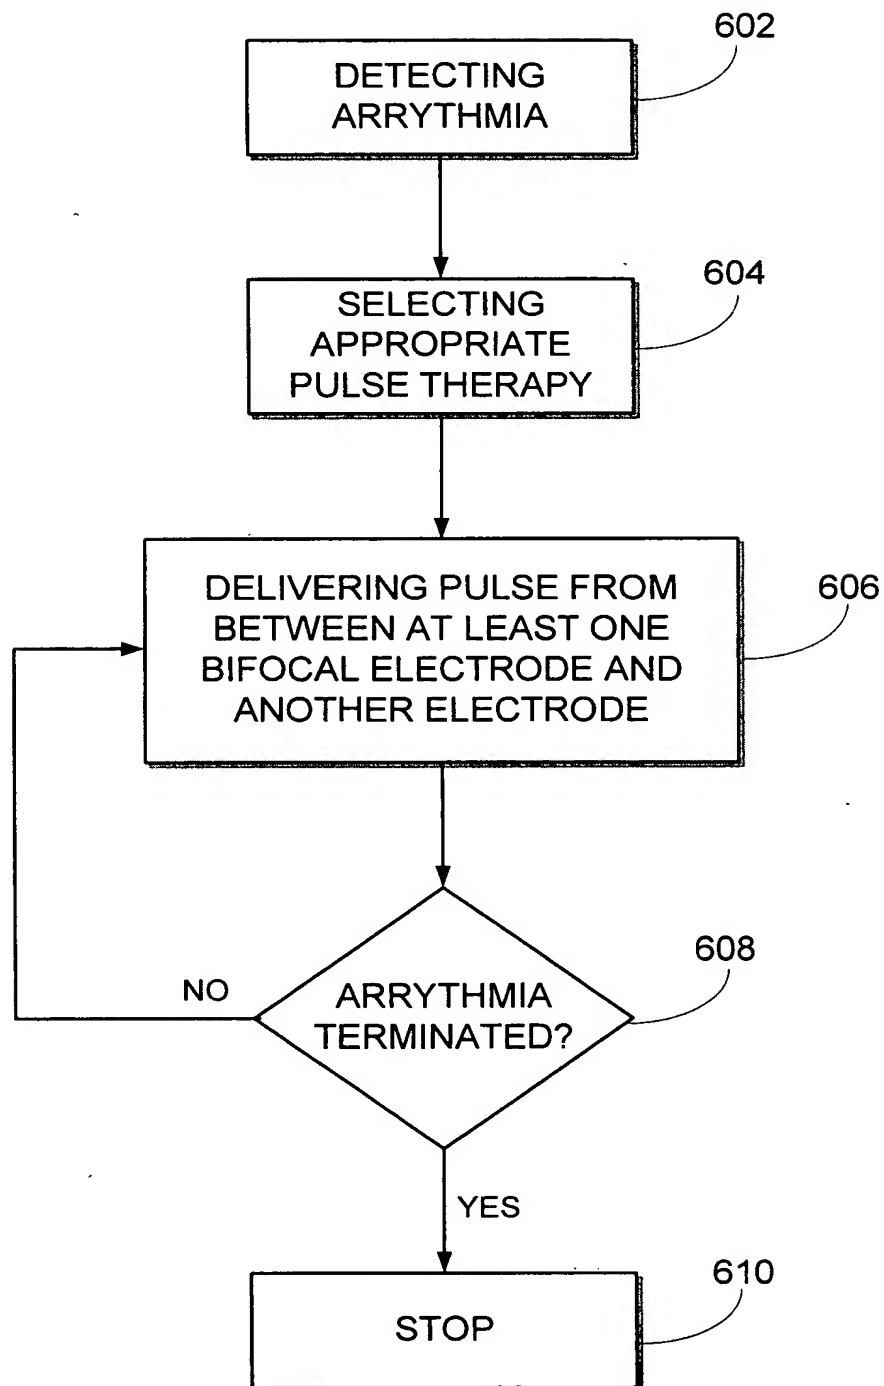 602
DETECTING
ARRYTHMIA
604
SELECTING
APPROPRIATE
PULSE THERAPY
606
DELIVERING PULSE FROM
BETWEEN AT LEAST ONE
BIFOCAL ELECTRODE AND
ANOTHER ELECTRODE
608
NO
ARRYTHMIA
TERMINATED?
YES
610
STOP